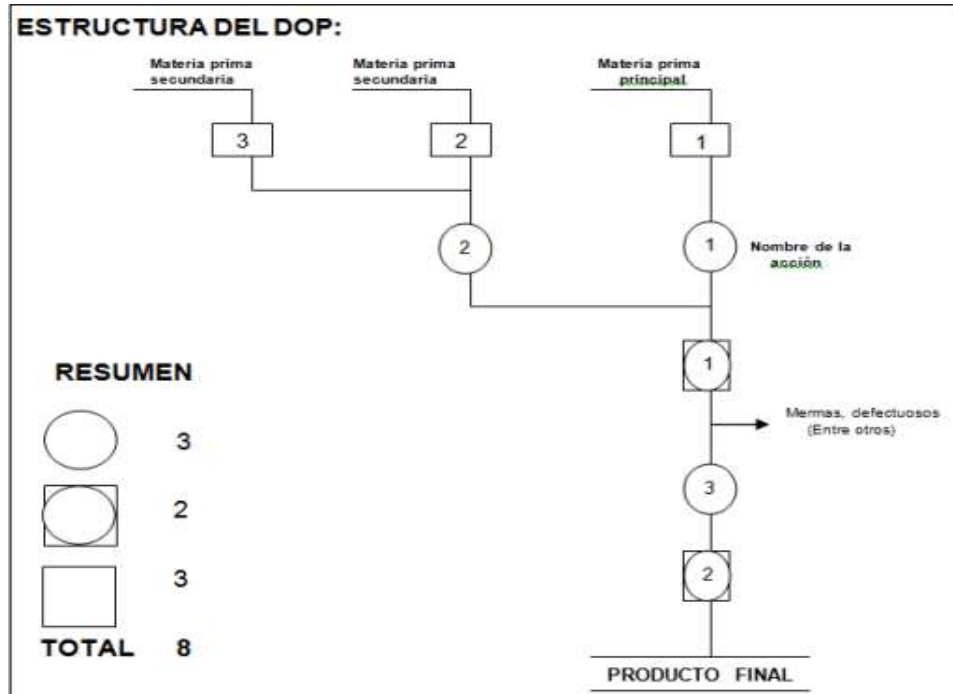 ESTRUCTURA DEL DOP:
Materia prima
secundaria
Materia prima
secundaria
Materia prima
principal
3
2
1
2
1
Nombre de la
acción
1
Mermas, defectuosos
(Entre otros)
3
2
PRODUCTO FINAL
RESUMEN
3
2
3
TOTAL 8